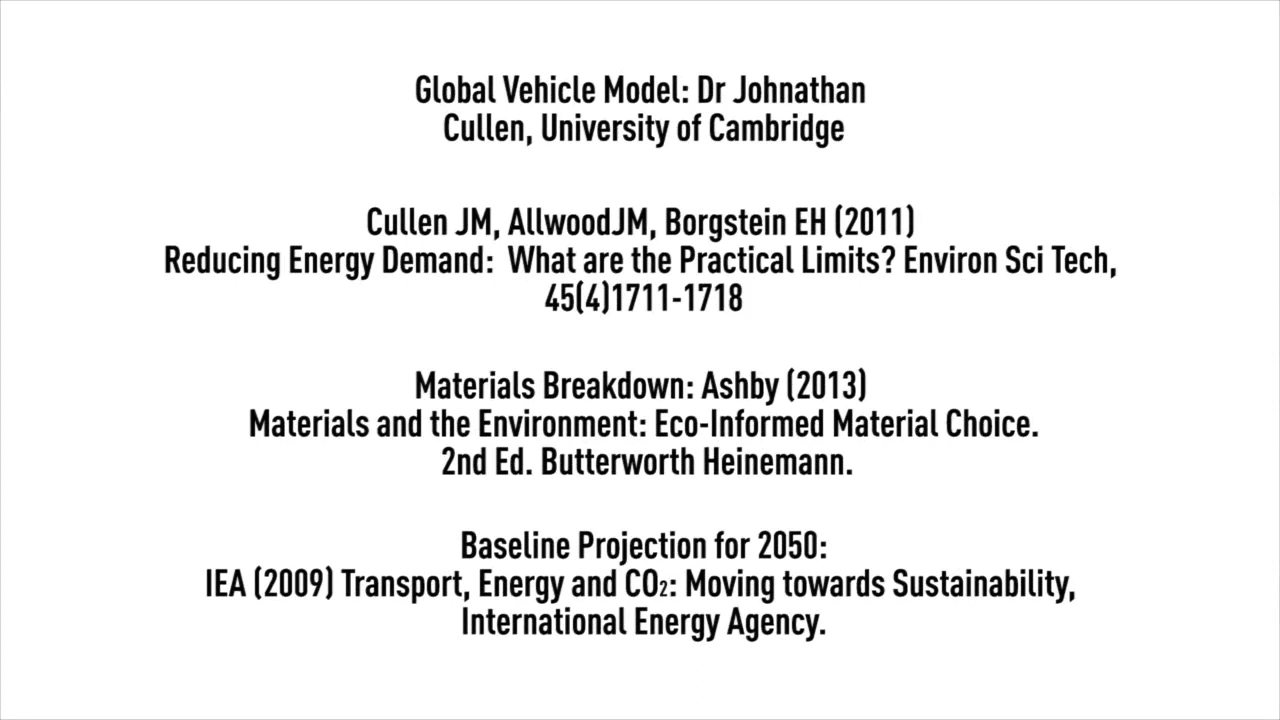 Global Vehicle Model: Dr Johnathan
Cullen, University of Cambridge
Cullen JM, AllwoodJM, Borgstein EH (2011)
Reducing Energy Demand:  What are the Practical Limits? Environ Sci Tech,
45(4)1711-1718
Materials Breakdown: Ashby (2013)
Materials and the Environment: Eco-Informed Material Choice.
2nd Ed. Butterworth Heinemann.
Baseline Projection for 2050:
IEA (2009) Transport, Energy and CO₂: Moving towards Sustainability,
International Energy Agency.